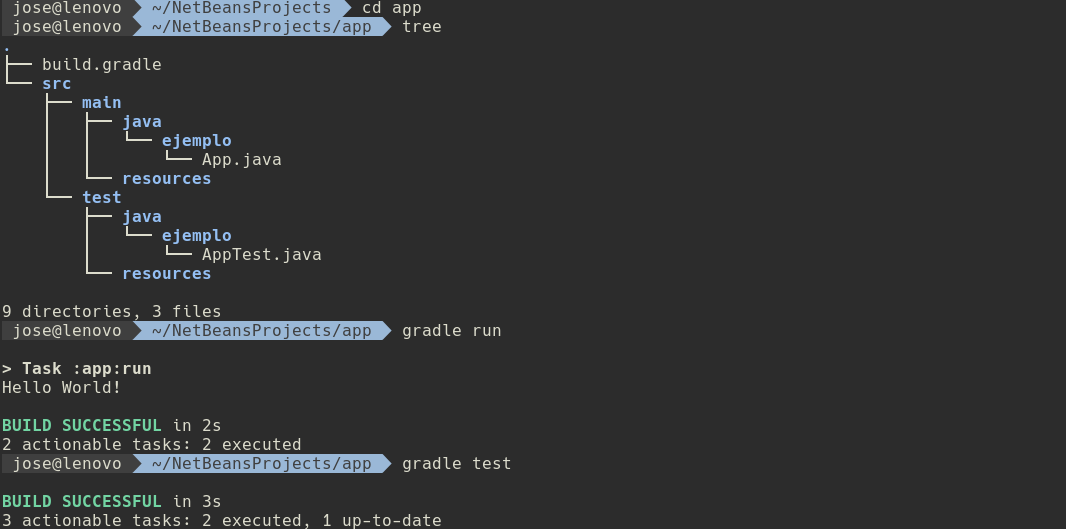 jose@lenovo ~/NetBeansProjects cd app
jose@lenovo ~/NetBeansProjects/app tree
.
├── build.gradle
└── src
    ├── main
    │   ├── java
    │   │   └── ejemplo
    │   │       └── App.java
    │   └── resources
    └── test
        ├── java
        │   └── ejemplo
        │       └── AppTest.java
        └── resources
9 directories, 3 files
jose@lenovo ~/NetBeansProjects/app gradle run
> Task :app:run
Hello World!
BUILD SUCCESSFUL in 2s
2 actionable tasks: 2 executed
jose@lenovo ~/NetBeansProjects/app gradle test
BUILD SUCCESSFUL in 3s
3 actionable tasks: 2 executed, 1 up-to-date